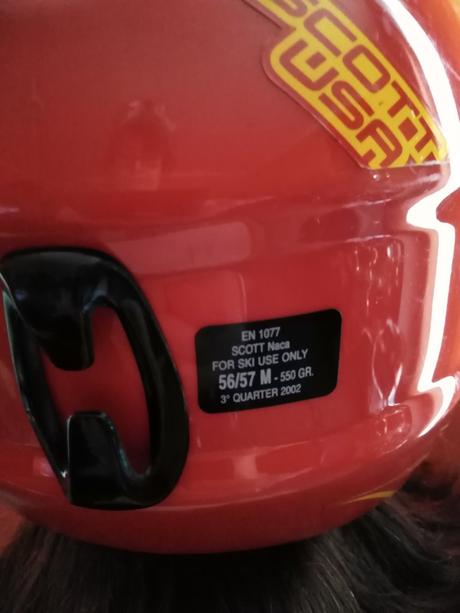 SCOTT
USA
EN 1077
SCOTT Naca
FOR SKI USE ONLY
56/57 M - 550 GR.
3° QUARTER 2002